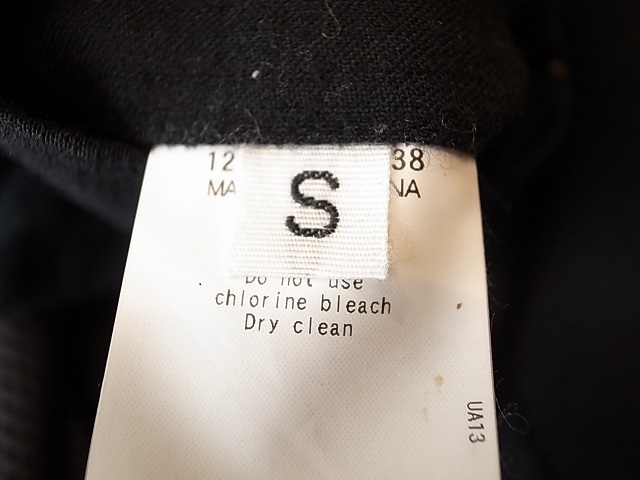 12 38
MA NA
S
Do not use
chlorine bleach
Dry clean
UA13